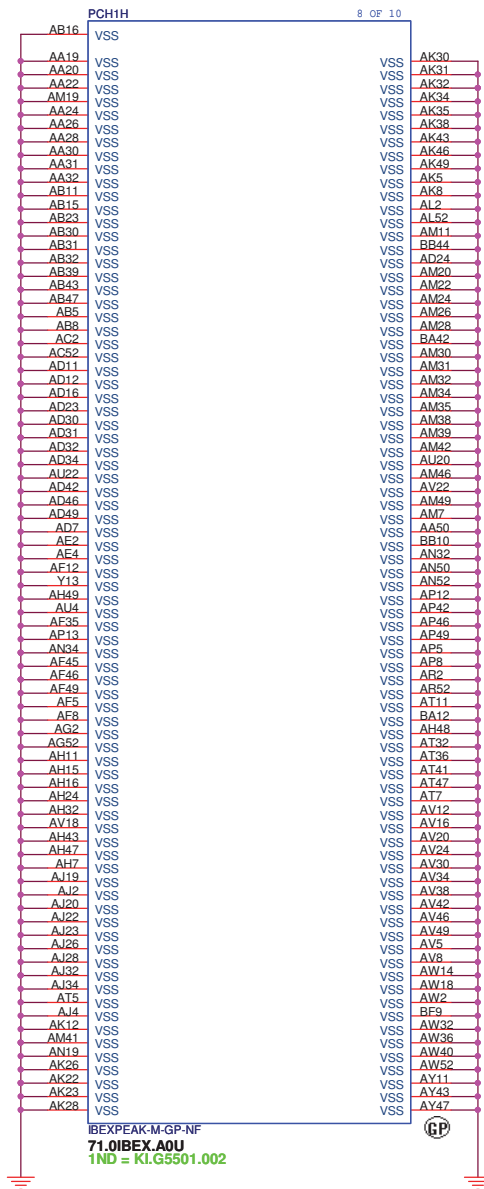 PCH1H 8 OF 10
AB16 VSS
AA19 VSS VSS AK30
AA20 VSS VSS AK31
AA22 VSS VSS AK32
AM19 VSS VSS AK34
AA24 VSS VSS AK35
AA26 VSS VSS AK38
AA28 VSS VSS AK43
AA30 VSS VSS AK46
AA31 VSS VSS AK49
AA32 VSS VSS AK5
AB11 VSS VSS AK8
AB15 VSS VSS AL2
AB23 VSS VSS AL52
AB30 VSS VSS AM11
AB31 VSS VSS BB44
AB32 VSS VSS AD24
AB39 VSS VSS AM20
AB43 VSS VSS AM22
AB47 VSS VSS AM24
AB5 VSS VSS AM26
AB8 VSS VSS AM28
AC2 VSS VSS BA42
AC52 VSS VSS AM30
AD11 VSS VSS AM31
AD12 VSS VSS AM32
AD16 VSS VSS AM34
AD23 VSS VSS AM35
AD30 VSS VSS AM38
AD31 VSS VSS AM39
AD32 VSS VSS AM42
AD34 VSS VSS AU20
AU22 VSS VSS AM46
AD42 VSS VSS AV22
AD46 VSS VSS AM49
AD49 VSS VSS AM7
AD7 VSS VSS AA50
AE2 VSS VSS BB10
AE4 VSS VSS AN32
AF12 VSS VSS AN50
Y13 VSS VSS AN52
AH49 VSS VSS AP12
AU4 VSS VSS AP42
AF35 VSS VSS AP46
AP13 VSS VSS AP49
AN34 VSS VSS AP5
AF45 VSS VSS AP8
AF46 VSS VSS AR2
AF49 VSS VSS AR52
AF5 VSS VSS AT11
AF8 VSS VSS BA12
AG2 VSS VSS AH48
AG52 VSS VSS AT32
AH11 VSS VSS AT36
AH15 VSS VSS AT41
AH16 VSS VSS AT47
AH24 VSS VSS AT7
AH32 VSS VSS AV12
AV18 VSS VSS AV16
AH43 VSS VSS AV20
AH47 VSS VSS AV24
AH7 VSS VSS AV30
AJ19 VSS VSS AV34
AJ2 VSS VSS AV38
AJ20 VSS VSS AV42
AJ22 VSS VSS AV46
AJ23 VSS VSS AV49
AJ26 VSS VSS AV5
AJ28 VSS VSS AV8
AJ32 VSS VSS AW14
AJ34 VSS VSS AW18
AT5 VSS VSS AW2
AJ4 VSS VSS BF9
AK12 VSS VSS AW32
AM41 VSS VSS AW36
AN19 VSS VSS AW40
AK26 VSS VSS AW52
AK22 VSS VSS AY11
AK23 VSS VSS AY43
AK28 VSS VSS AY47
IBEXPEAK-M-GP-NF GP
71.0IBEX.A0U
1ND = KI.G5501.002